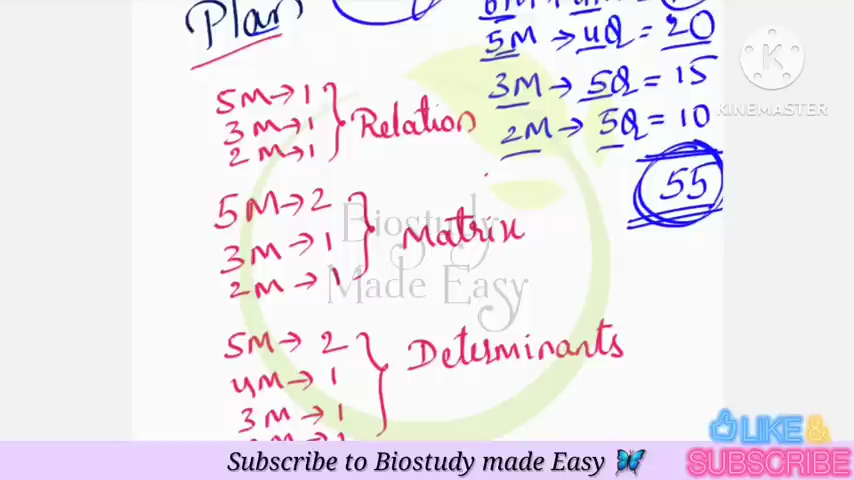 Plan
5M → 4Q = 20
3M → 5Q = 15
2M → 5Q = 10
55
5M → 1
3M → 1
2M → 1
Relation
5M → 2
3M → 1
2M → 1
Matrix
5M → 2
4M → 1
3M → 1
Determinants
Biostudy
Made Easy
KINEMASTER
LIKE &
SUBSCRIBE
Subscribe to Biostudy made Easy 🦋